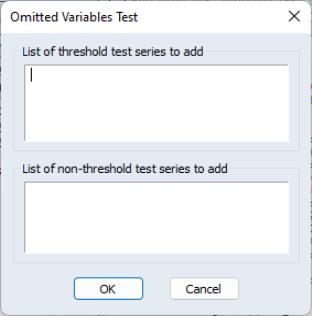 Omitted Variables Test
List of threshold test series to add
List of non-threshold test series to add
OK
Cancel